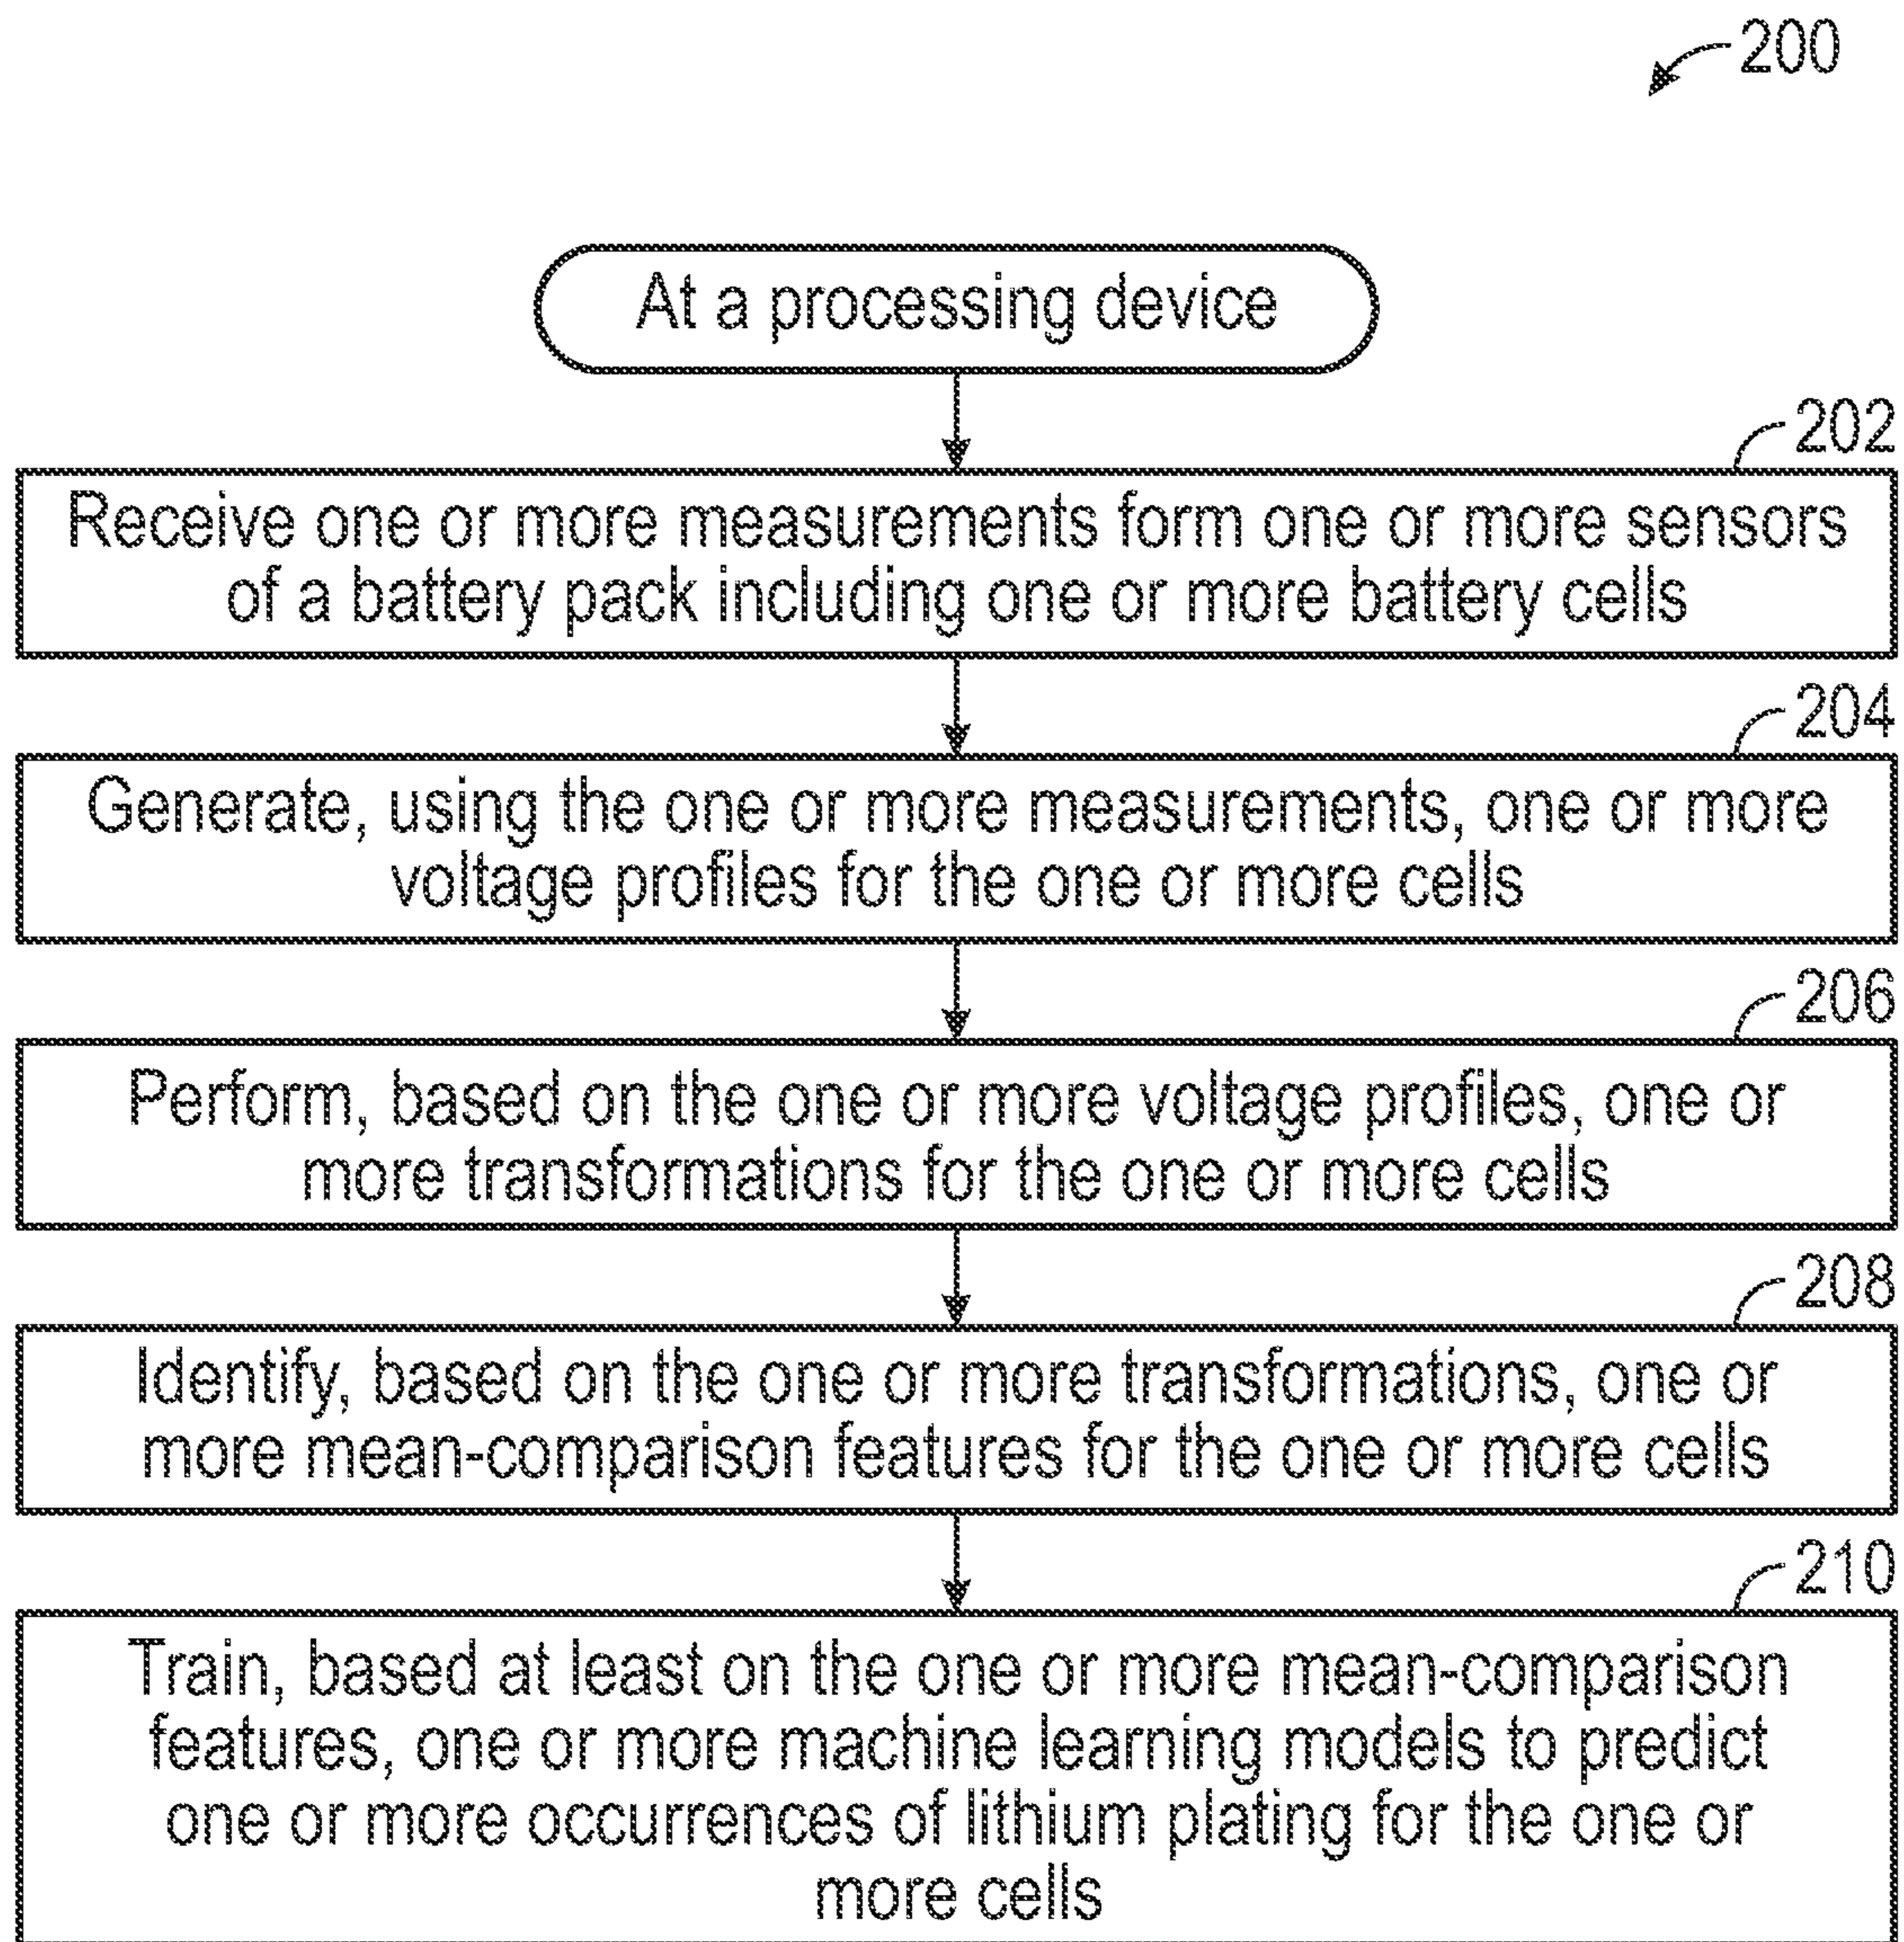 200
At a processing device
202
Receive one or more measurements form one or more sensors
of a battery pack including one or more battery cells
204
Generate, using the one or more measurements, one or more
voltage profiles for the one or more cells
206
Perform, based on the one or more voltage profiles, one or
more transformations for the one or more cells
208
Identify, based on the one or more transformations, one or
more mean-comparison features for the one or more cells
210
Train, based at least on the one or more mean-comparison
features, one or more machine learning models to predict
one or more occurrences of lithium plating for the one or
more cells